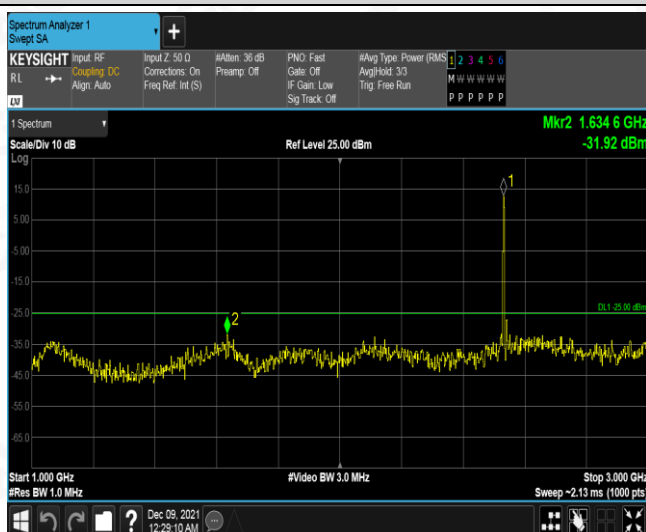 Spectrum Analyzer 1
Swept SA
+
KEYSIGHT
RL
Input: RF
Coupling: DC
Align: Auto
Input Z: 50 Ω
Corrections: On
Freq Ref: Int (S)
#Atten: 36 dB
Preamp: Off
PNO: Fast
Gate: Off
IF Gain: Low
Sig Track: Off
#Avg Type: Power (RMS
Avg|Hold: 3/3
Trig: Free Run
1 2 3 4 5 6
M W W W W W
P P P P P P
LXI
1 Spectrum
Mkr2 1.634 6 GHz
-31.92 dBm
Scale/Div 10 dB
Ref Level 25.00 dBm
Log
15.0
5.00
-5.00
-15.0
-25.0
-35.0
-45.0
-55.0
-65.0
1
2
DL1 -25.00 dBm
Start 1.000 GHz
#Res BW 1.0 MHz
#Video BW 3.0 MHz
Stop 3.000 GHz
Sweep ~2.13 ms (1000 pts)
?
Dec 09, 2021
12:29:10 AM